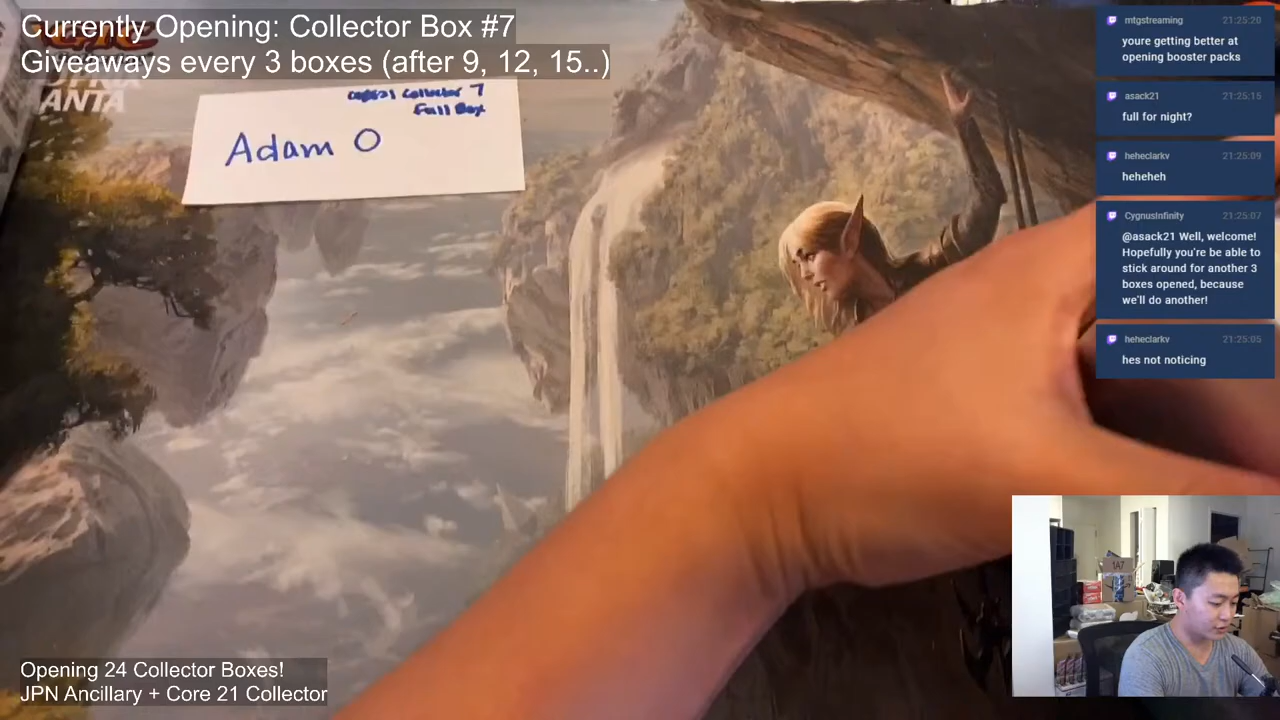 Currently Opening: Collector Box #7
Giveaways every 3 boxes (after 9, 12, 15..)
ANTA
Collector 7
Full Box
Adam O
mtgstreaming 21:25:20
youre getting better at
opening booster packs
asack21 21:25:15
full for night?
heheclarkv 21:25:09
heheheh
CygnusInfinity 21:25:07
@asack21 Well, welcome!
Hopefully you're be able to
stick around for another 3
boxes opened, because
we'll do another!
heheclarkv 21:25:05
hes not noticing
1A7
Opening 24 Collector Boxes!
JPN Ancillary + Core 21 Collector